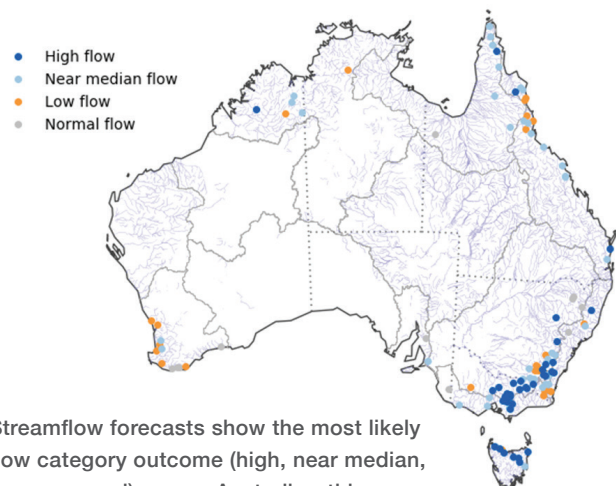 High flow
Near median flow
Low flow
Normal flow
Streamflow forecasts show the most likely
flow category outcome (high, near median,